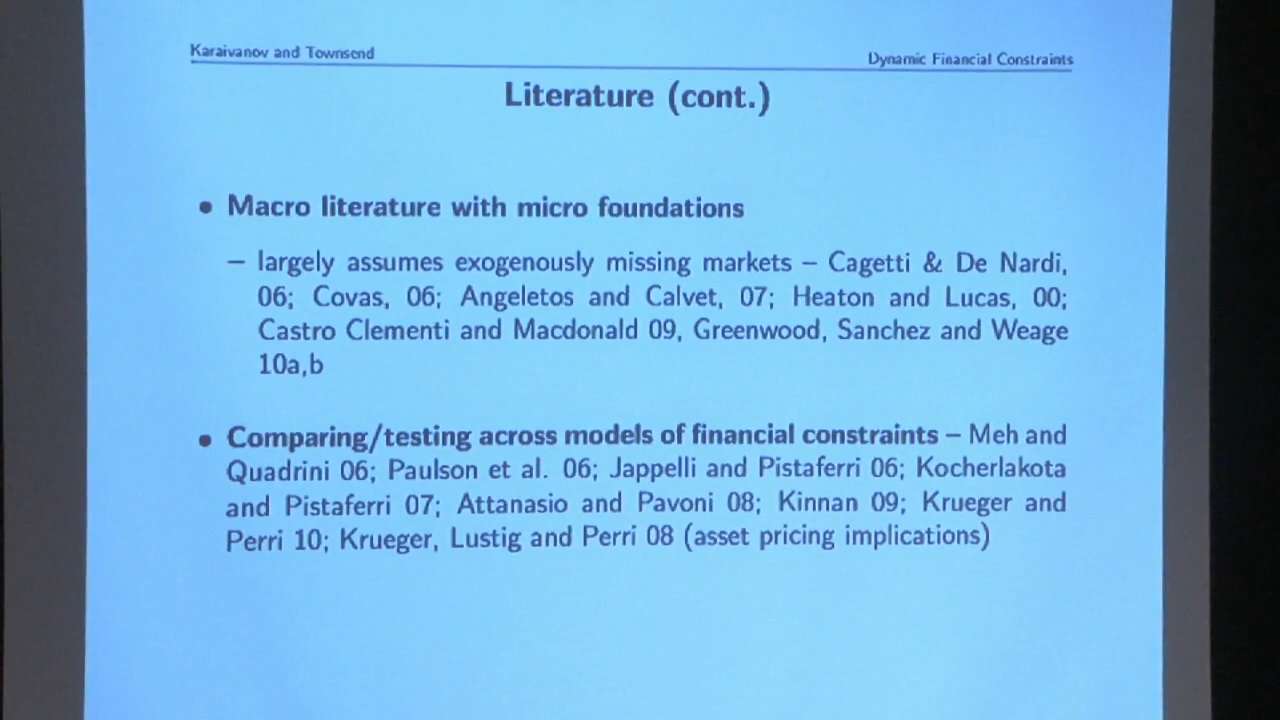 Karaivanov and Townsend
Dynamic Financial Constraints
Literature (cont.)
• Macro literature with micro foundations
– largely assumes exogenously missing markets – Cagetti & De Nardi,
06; Covas, 06; Angeletos and Calvet, 07; Heaton and Lucas, 00;
Castro Clementi and Macdonald 09, Greenwood, Sanchez and Weage
10a,b
• Comparing/testing across models of financial constraints – Meh and
Quadrini 06; Paulson et al. 06; Jappelli and Pistaferri 06; Kocherlakota
and Pistaferri 07; Attanasio and Pavoni 08; Kinnan 09; Krueger and
Perri 10; Krueger, Lustig and Perri 08 (asset pricing implications)